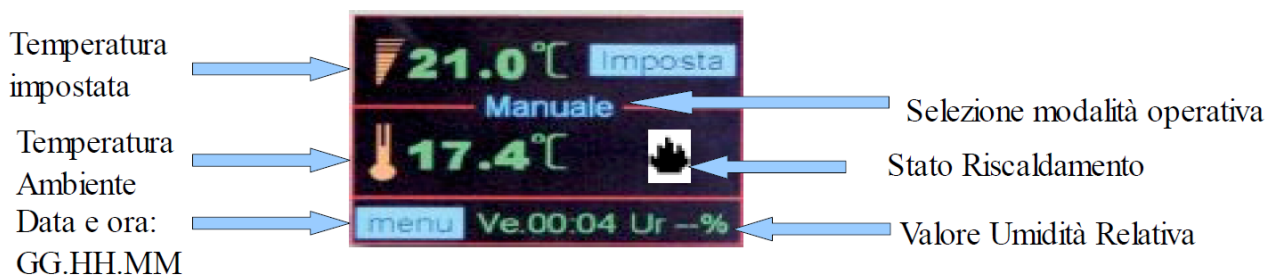 Temperatura
impostata
Temperatura
Ambiente
Data e ora:
GG.HH.MM
21.0℃ Imposta
Manuale
17.4℃
menu Ve.00:04 Ur --%
Selezione modalità operativa
Stato Riscaldamento
Valore Umidità Relativa